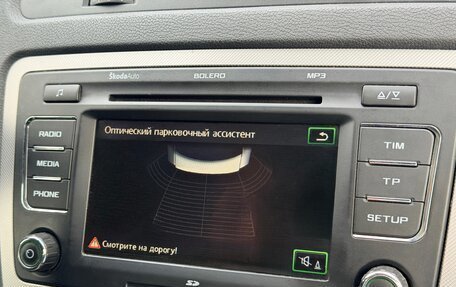 ŠkodaAuto BOLERO MP3
RADIO
MEDIA
PHONE
Оптический парковочный ассистент
Смотрите на дорогу!
TIM
TP
SETUP
SD